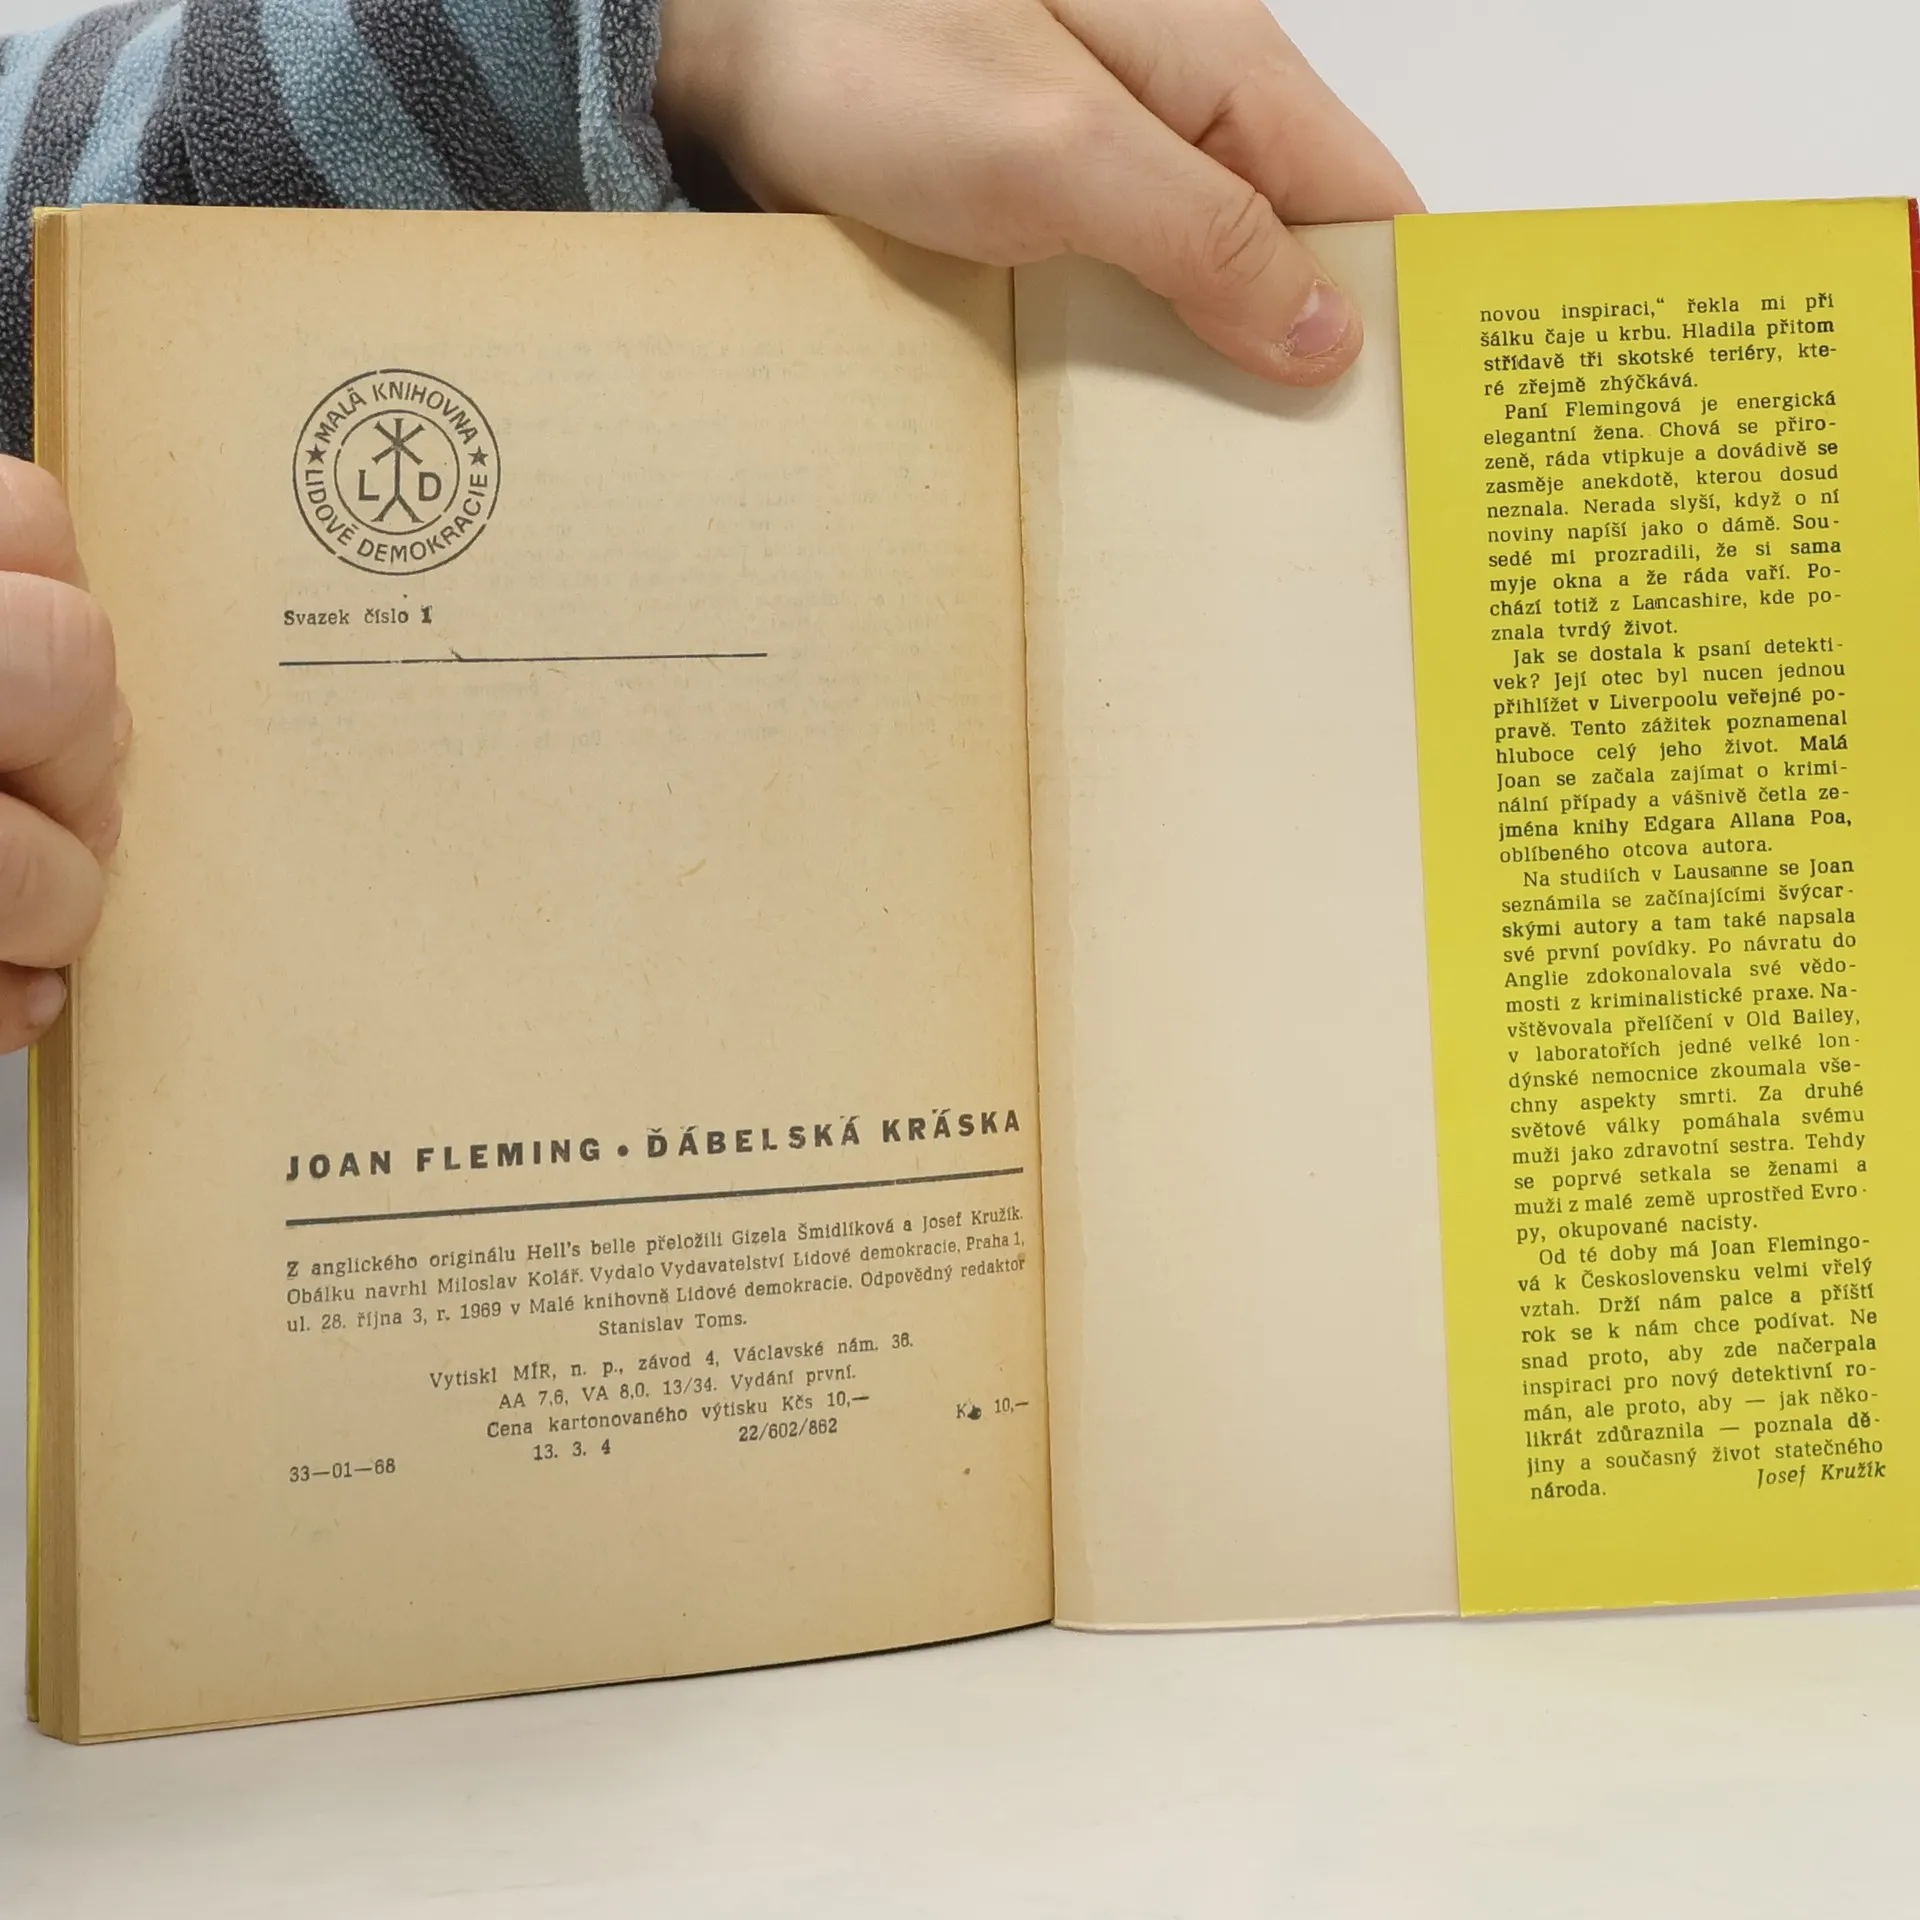 ★ MALÁ KNIHOVNA ★
LIDOVÉ DEMOKRACIE
L D
Svazek číslo 1
JOAN FLEMING • ĎÁBELSKÁ KRÁSKA
Z anglického originálu Hell's belle přeložili Gizela Šmidlíková a Josef Kružík.
Obálku navrhl Miloslav Kolář. Vydalo Vydavatelství Lidové demokracie, Praha 1,
ul. 28. října 3, r. 1969 v Malé knihovně Lidové demokracie. Odpovědný redaktor
Stanislav Toms.
Vytiskl MÍR, n. p., závod 4, Václavské nám. 36.
AA 7,6, VA 8,0. 13/34. Vydání první.
Cena kartonovaného výtisku Kčs 10,—
13. 3. 4 22/602/862 10,—
33—01—68
novou inspiraci,“ řekla mi při
šálku čaje u krbu. Hladila přitom
střídavě tři skotské teriéry, kte-
ré zřejmě zhýčkává.
Paní Flemingová je energická
elegantní žena. Chová se přiro-
zeně, ráda vtipkuje a dovádivě se
zasměje anekdotě, kterou dosud
neznala. Nerada slyší, když o ní
noviny napíší jako o dámě. Sou-
sedé mi prozradili, že si sama
myje okna a že ráda vaří. Po-
chází totiž z Lancashire, kde po-
znala tvrdý život.
Jak se dostala k psaní detekti-
vek? Její otec byl nucen jednou
přihlížet v Liverpoolu veřejné po-
pravě. Tento zážitek poznamenal
hluboce celý jeho život. Malá
Joan se začala zajímat o krimi-
nální případy a vášnivě četla ze-
jména knihy Edgara Allana Poa,
oblíbeného otcova autora.
Na studiích v Lausanne se Joan
seznámila se začínajícími švýcar-
skými autory a tam také napsala
své první povídky. Po návratu do
Anglie zdokonalovala své vědo-
mosti z kriminalistické praxe. Na-
vštěvovala přelíčení v Old Bailey,
v laboratořích jedné velké lon-
dýnské nemocnice zkoumala vše-
chny aspekty smrti. Za druhé
světové války pomáhala svému
muži jako zdravotní sestra. Tehdy
se poprvé setkala se ženami a
muži z malé země uprostřed Evro-
py, okupované nacisty.
Od té doby má Joan Flemingo-
vá k Československu velmi vřelý
vztah. Drží nám palce a příští
rok se k nám chce podívat. Ne
snad proto, aby zde načerpala
inspiraci pro nový detektivní ro-
mán, ale proto, aby — jak něko-
likrát zdůraznila — poznala dě-
jiny a současný život statečného
národa. Josef Kružík